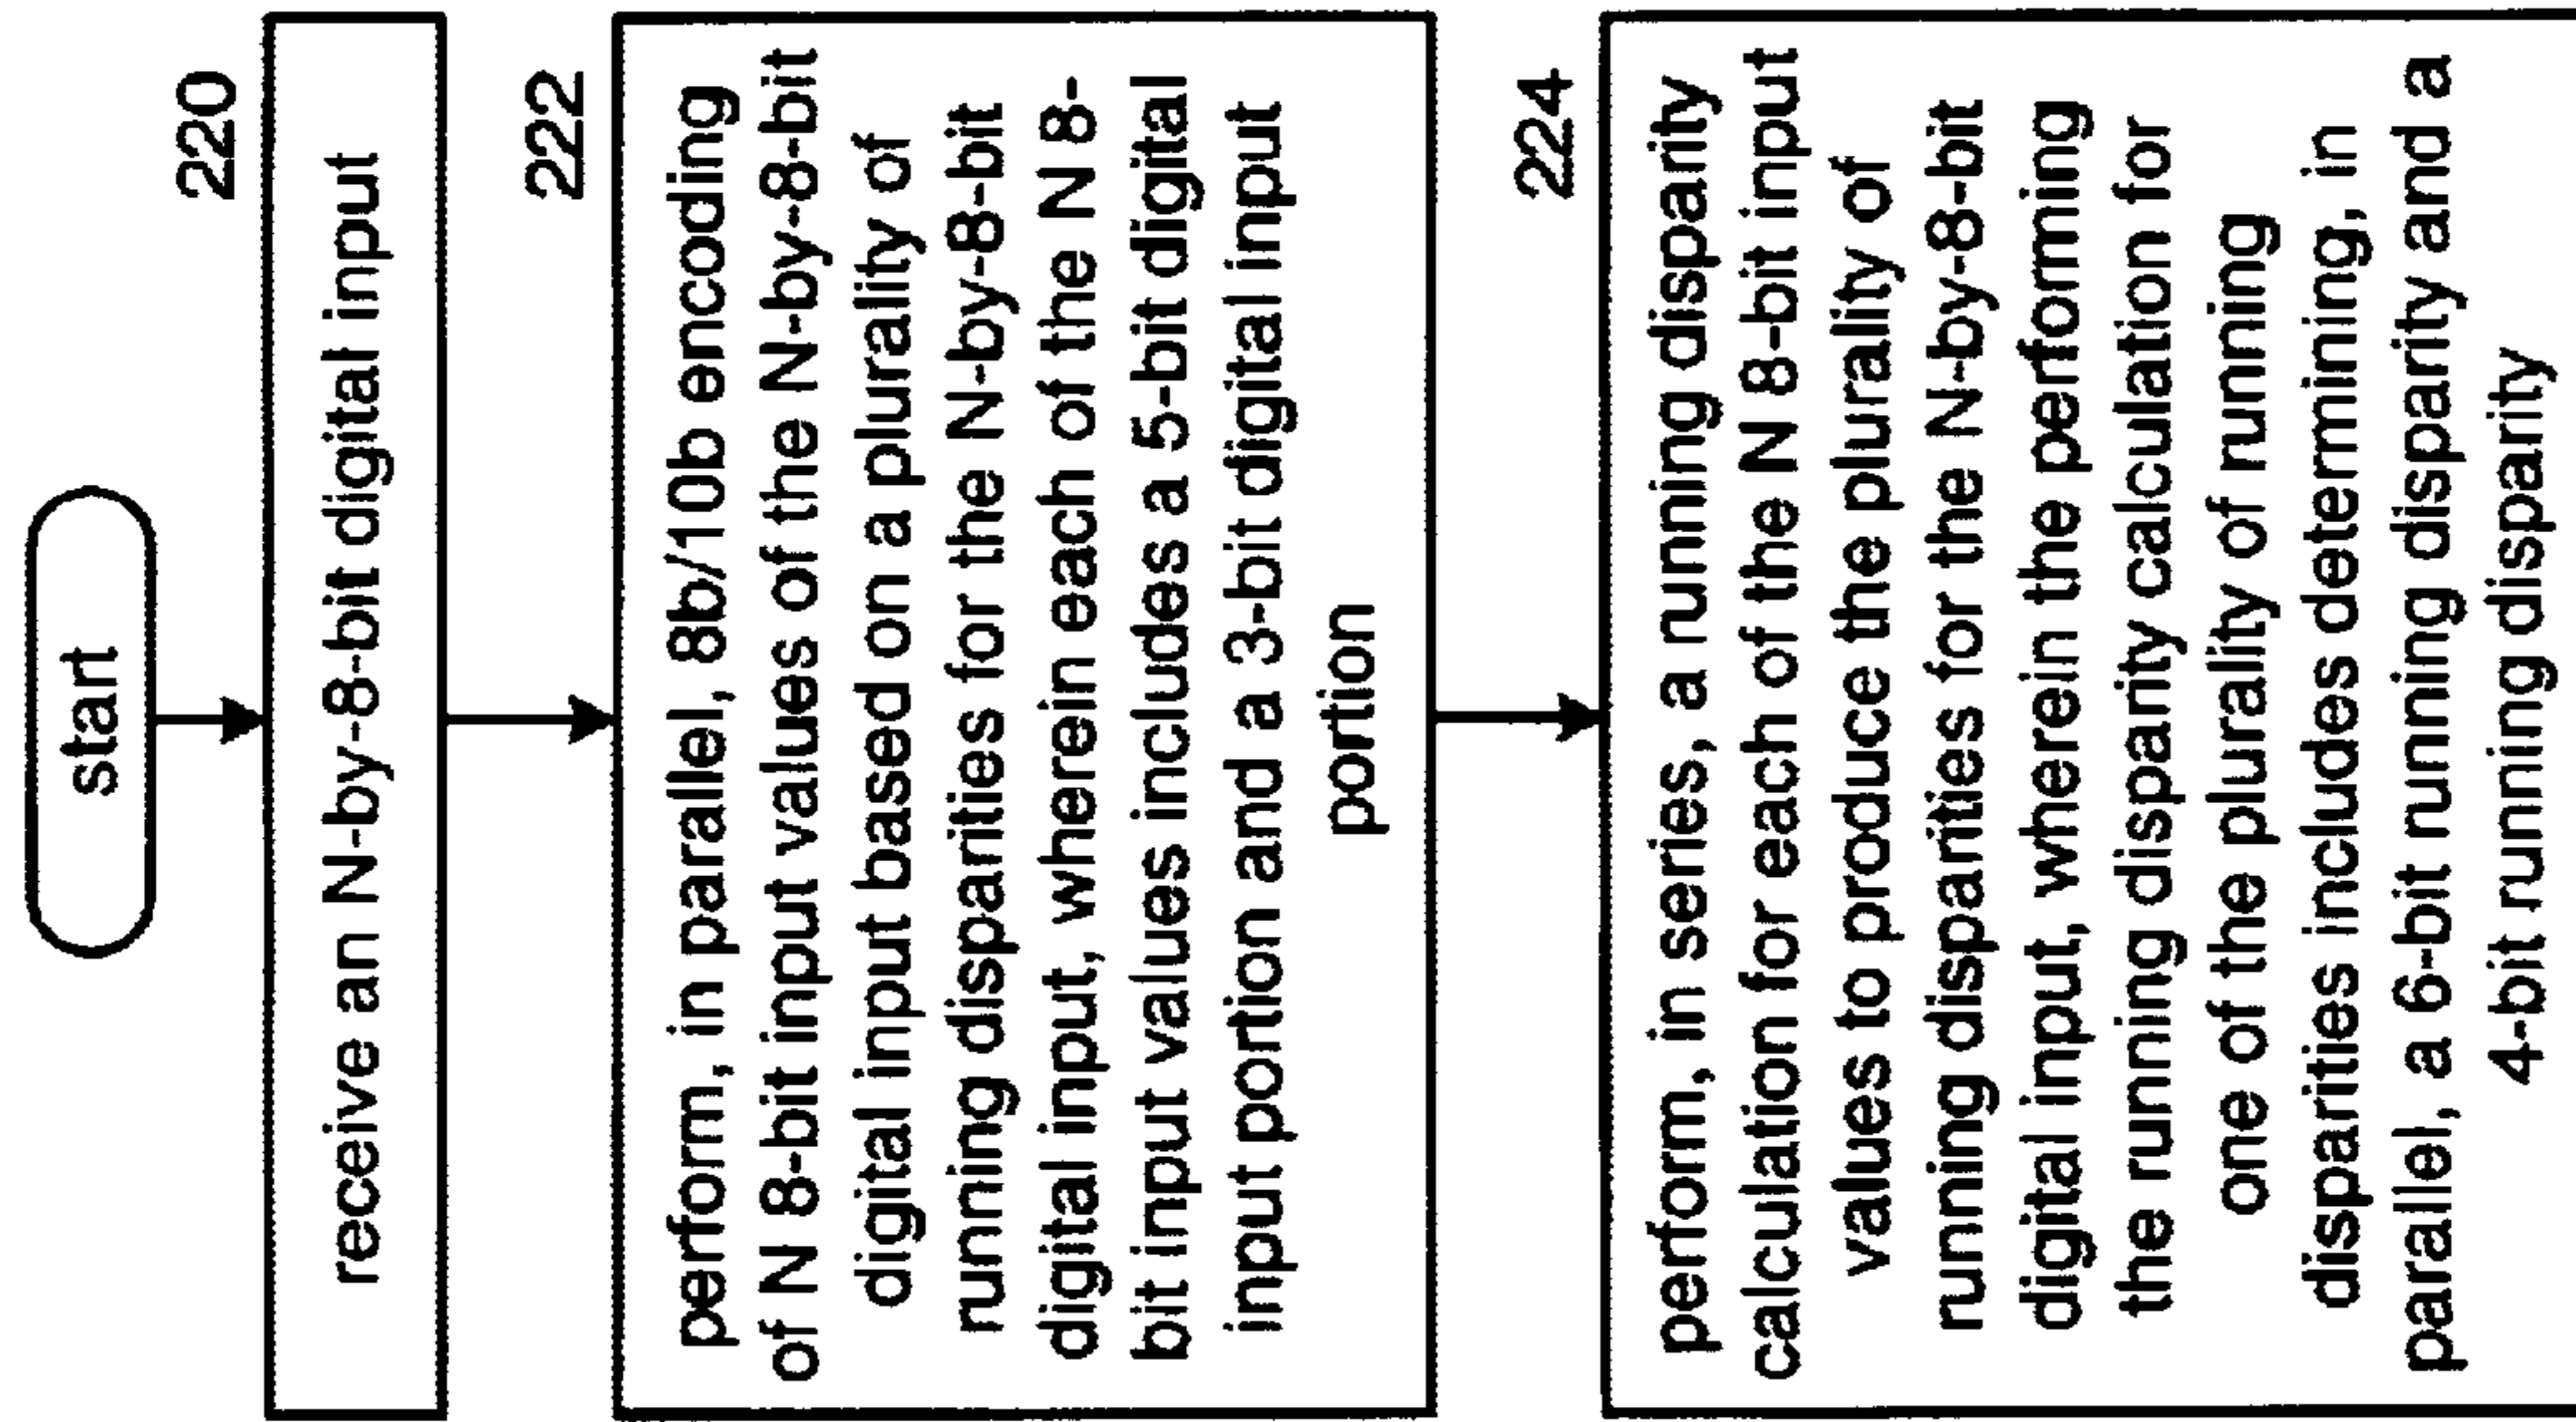 start
220
receive an N-by-8-bit digital input
222
perform, in parallel, 8b/10b encoding
of N 8-bit input values of the N-by-8-bit
digital input based on a plurality of
running disparities for the N-by-8-bit
digital input, wherein each of the N 8-
bit input values includes a 5-bit digital
input portion and a 3-bit digital input
portion
224
perform, in series, a running disparity
calculation for each of the N 8-bit input
values to produce the plurality of
running disparities for the N-by-8-bit
digital input, wherein the performing
the running disparity calculation for
one of the plurality of running
disparities includes determining, in
parallel, a 6-bit running disparity and a
4-bit running disparity